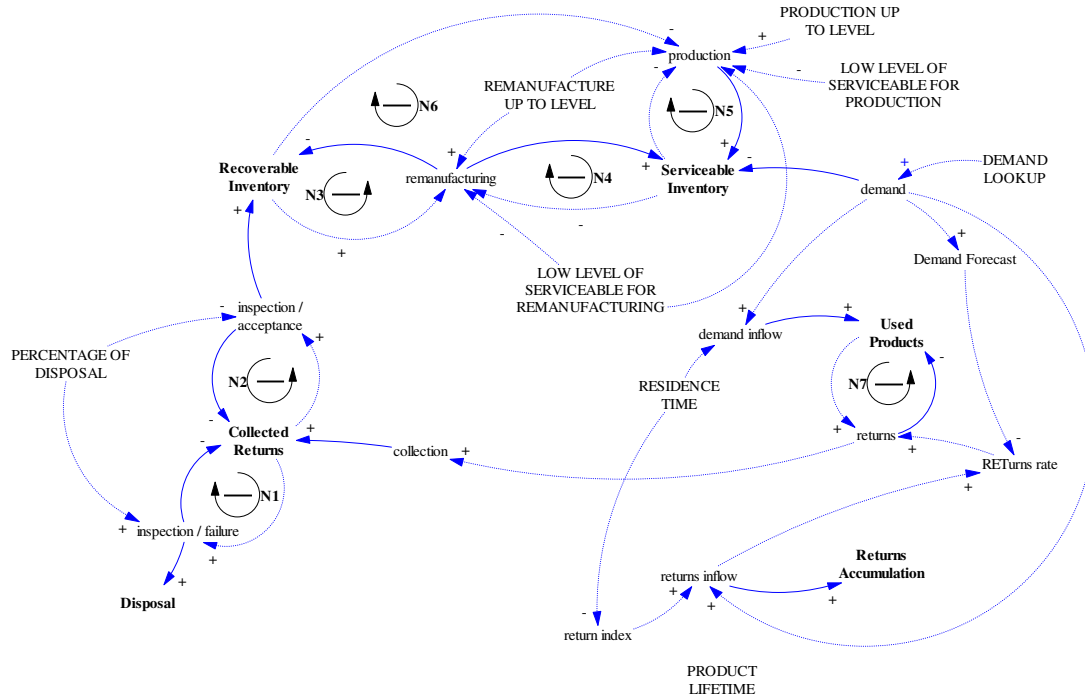 PRODUCTION UP
TO LEVEL
+
-
production
+
-
-
LOW LEVEL OF
SERVICEABLE FOR
PRODUCTION
REMANUFACTURE
UP TO LEVEL
N6
N5
-
+
+
-
+
Recoverable
Inventory
N3
remanufacturing
N4
+
Serviceable
Inventory
+
DEMAND
LOOKUP
demand
+
+
-
-
+
Demand Forecast
LOW LEVEL OF
SERVICEABLE FOR
REMANUFACTURING
-
inspection /
acceptance
+
+
demand inflow
+
Used
Products
-
PERCENTAGE OF
DISPOSAL
N2
RESIDENCE
TIME
N7
-
+
+
-
Collected
Returns
collection
+
returns
+
-
RETurns rate
+
N1
+
inspection / failure
+
+
Disposal
returns inflow
+
+
Returns
Accumulation
+
-
return index
PRODUCT
LIFETIME